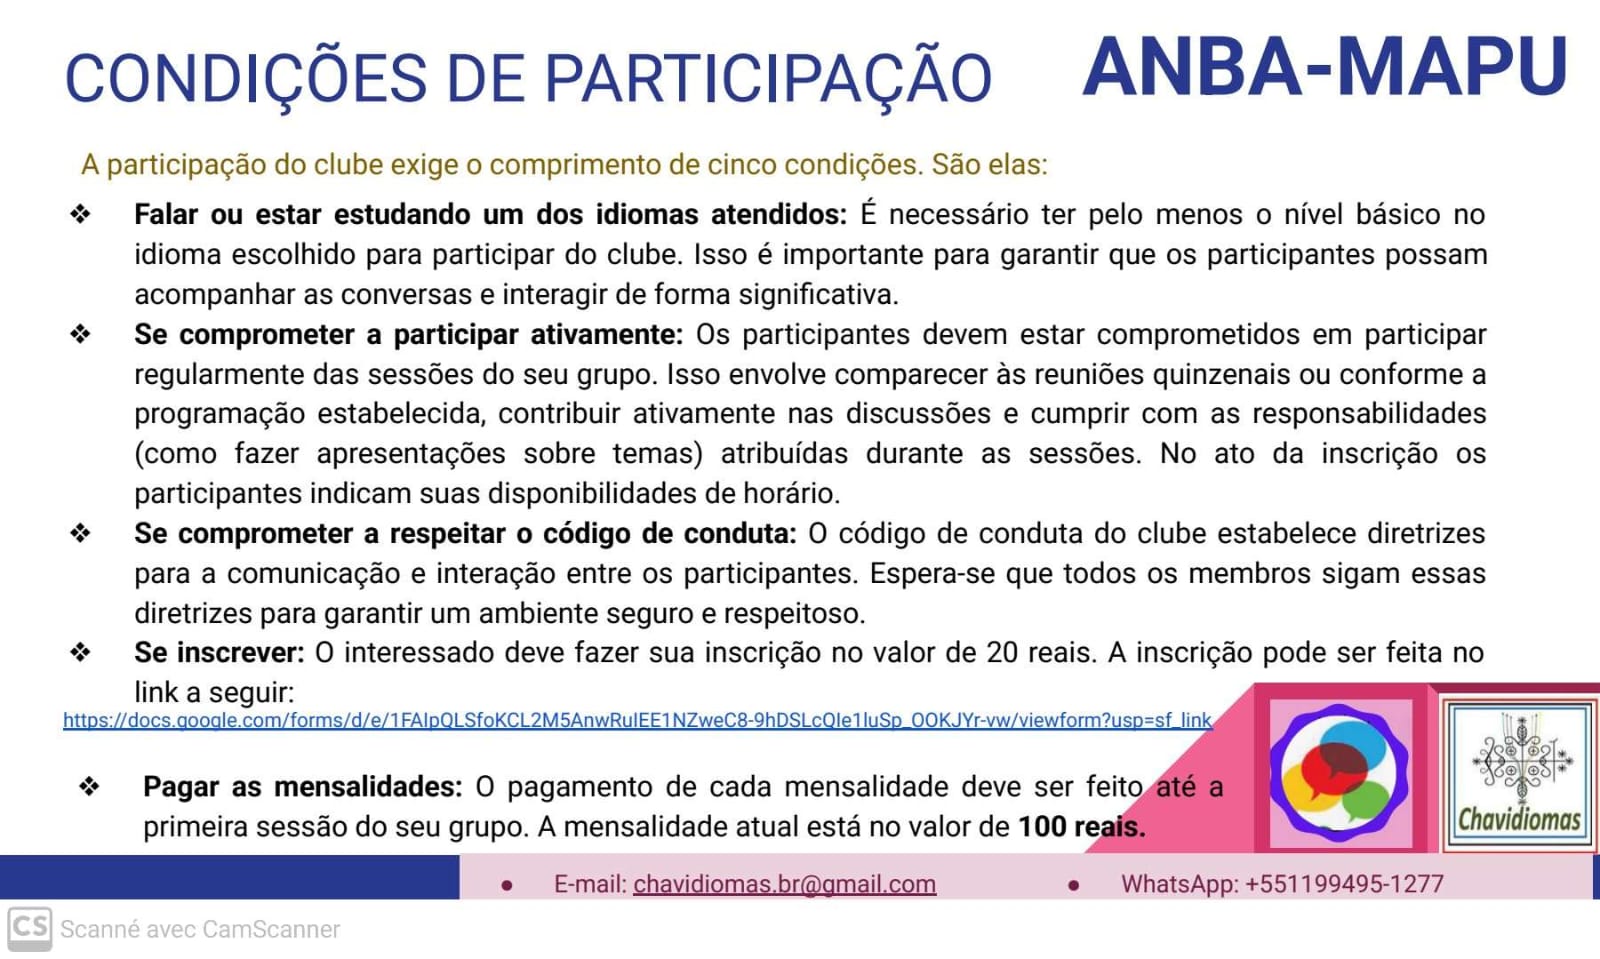 CONDIÇÕES DE PARTICIPAÇÃO
ANBA-MAPU
A participação do clube exige o comprimento de cinco condições. São elas:
❖ Falar ou estar estudando um dos idiomas atendidos: É necessário ter pelo menos o nível básico no
idioma escolhido para participar do clube. Isso é importante para garantir que os participantes possam
acompanhar as conversas e interagir de forma significativa.
❖ Se comprometer a participar ativamente: Os participantes devem estar comprometidos em participar
regularmente das sessões do seu grupo. Isso envolve comparecer às reuniões quinzenais ou conforme a
programação estabelecida, contribuir ativamente nas discussões e cumprir com as responsabilidades
(como fazer apresentações sobre temas) atribuídas durante as sessões. No ato da inscrição os
participantes indicam suas disponibilidades de horário.
❖ Se comprometer a respeitar o código de conduta: O código de conduta do clube estabelece diretrizes
para a comunicação e interação entre os participantes. Espera-se que todos os membros sigam essas
diretrizes para garantir um ambiente seguro e respeitoso.
❖ Se inscrever: O interessado deve fazer sua inscrição no valor de 20 reais. A inscrição pode ser feita no
link a seguir:
https://docs.google.com/forms/d/e/1FAIpQLSfoKCL2M5AnwRuIEE1NZweC8-9hDSLcQIe1luSp_OOKJYr-vw/viewform?usp=sf_link
❖ Pagar as mensalidades: O pagamento de cada mensalidade deve ser feito até a
primeira sessão do seu grupo. A mensalidade atual está no valor de 100 reais.
Chavidiomas
● E-mail: chavidiomas.br@gmail.com
● WhatsApp: +551199495-1277
CS Scanné avec CamScanner